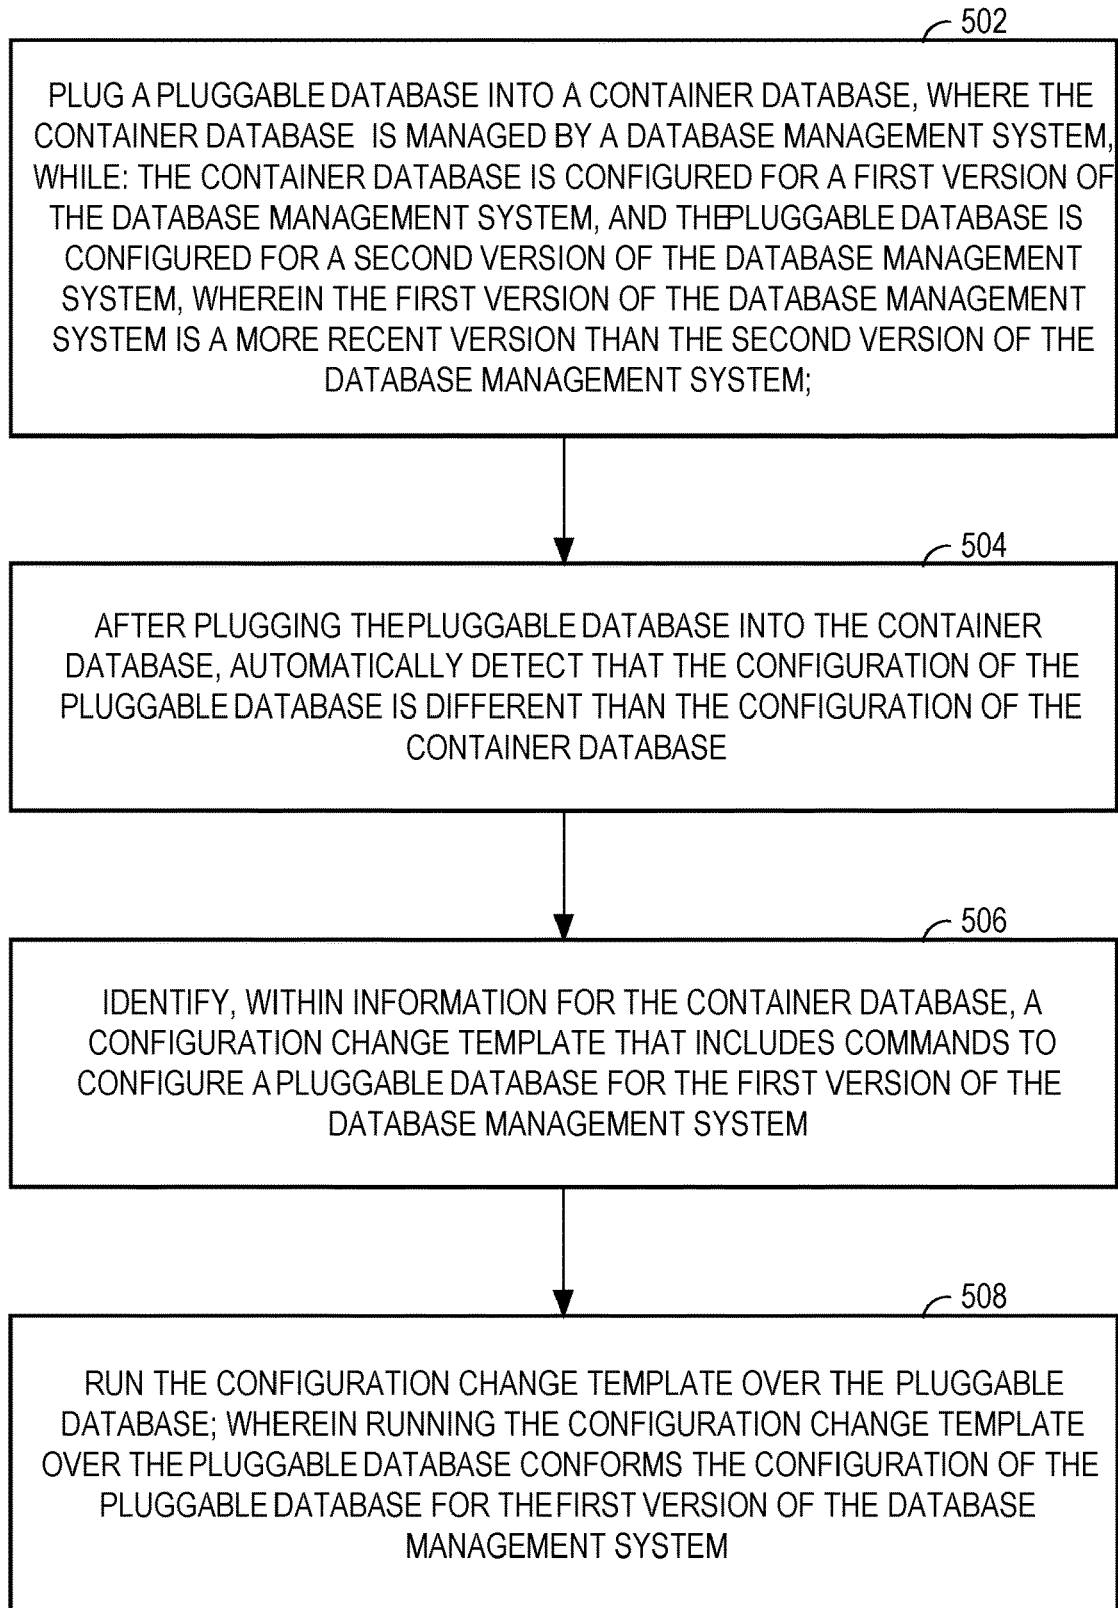 502
PLUG A PLUGGABLE DATABASE INTO A CONTAINER DATABASE, WHERE THE
CONTAINER DATABASE IS MANAGED BY A DATABASE MANAGEMENT SYSTEM,
WHILE: THE CONTAINER DATABASE IS CONFIGURED FOR A FIRST VERSION OF
THE DATABASE MANAGEMENT SYSTEM, AND THE PLUGGABLE DATABASE IS
CONFIGURED FOR A SECOND VERSION OF THE DATABASE MANAGEMENT
SYSTEM, WHEREIN THE FIRST VERSION OF THE DATABASE MANAGEMENT
SYSTEM IS A MORE RECENT VERSION THAN THE SECOND VERSION OF THE
DATABASE MANAGEMENT SYSTEM;
504
AFTER PLUGGING THE PLUGGABLE DATABASE INTO THE CONTAINER
DATABASE, AUTOMATICALLY DETECT THAT THE CONFIGURATION OF THE
PLUGGABLE DATABASE IS DIFFERENT THAN THE CONFIGURATION OF THE
CONTAINER DATABASE
506
IDENTIFY, WITHIN INFORMATION FOR THE CONTAINER DATABASE, A
CONFIGURATION CHANGE TEMPLATE THAT INCLUDES COMMANDS TO
CONFIGURE A PLUGGABLE DATABASE FOR THE FIRST VERSION OF THE
DATABASE MANAGEMENT SYSTEM
508
RUN THE CONFIGURATION CHANGE TEMPLATE OVER THE PLUGGABLE
DATABASE; WHEREIN RUNNING THE CONFIGURATION CHANGE TEMPLATE
OVER THE PLUGGABLE DATABASE CONFORMS THE CONFIGURATION OF THE
PLUGGABLE DATABASE FOR THE FIRST VERSION OF THE DATABASE
MANAGEMENT SYSTEM